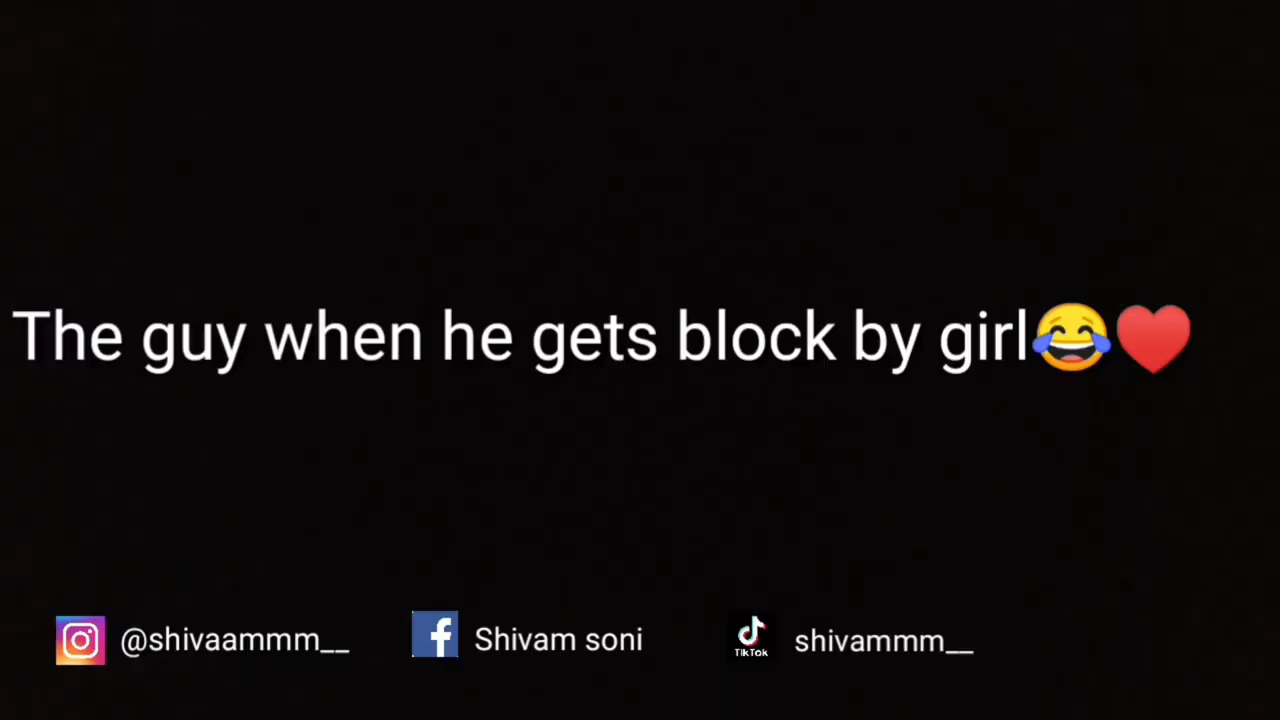 The guy when he gets block by girl😂♥️
@shivaammm__ Shivam soni TikTok shivammm__